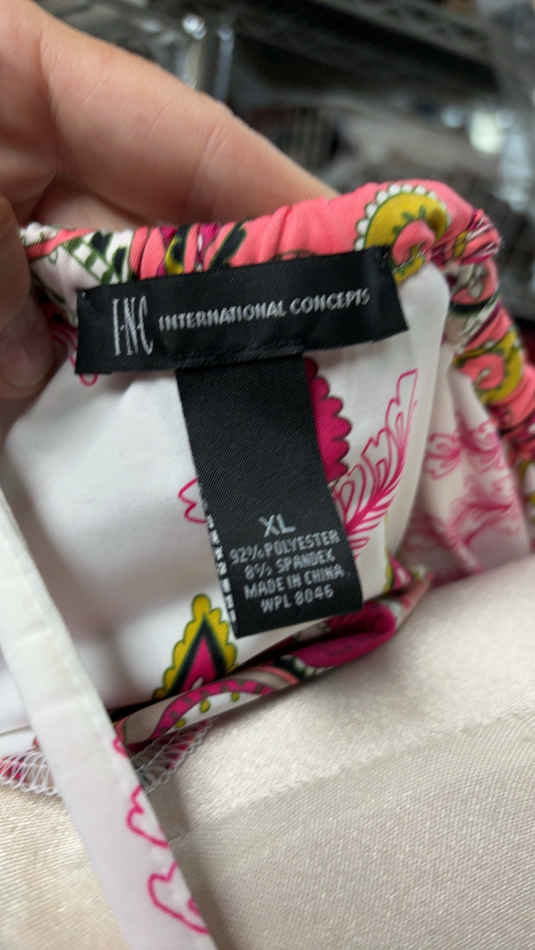 I·N·C INTERNATIONAL CONCEPTS
XL
92% POLYESTER
8% SPANDEX
MADE IN CHINA
WPL 8046